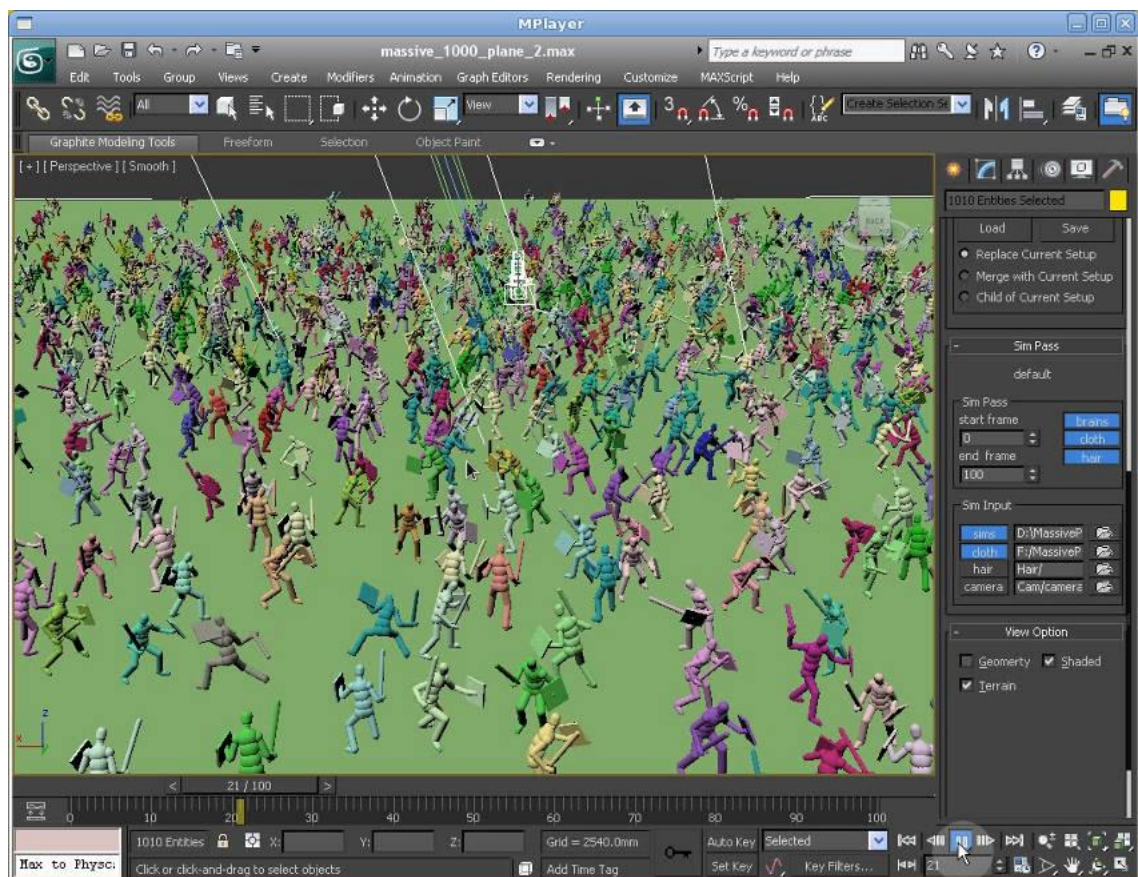 MPlayer
massive_1000_plane_2.max
Type a keyword or phrase
Edit Tools Group Views Create Modifiers Animation Graph Editors Rendering Customize MAXScript Help
All
View
3
%
ABC
Create Selection Se
Graphite Modeling Tools Freeform Selection Object Paint
[ + ] [ Perspective ] [ Smooth ]
BACK
1010 Entities Selected
Load Save
Replace Current Setup
Merge with Current Setup
Child of Current Setup
- Sim Pass
default
Sim Pass
start frame
brains
0
cloth
end frame
hair
100
Sim Input
sims D:\MassiveP
cloth F:/MassiveP
hair Hair/
camera Cam/camera
- View Option
Geomerty Shaded
Terrain
z
x
< 21 / 100 >
0 10 20 30 40 50 60 70 80 90 100
1010 Entities X: Y: Z: Grid = 2540.0mm Auto Key Selected
Max to Physc: Click or click-and-drag to select objects Add Time Tag Set Key Key Filters... 21